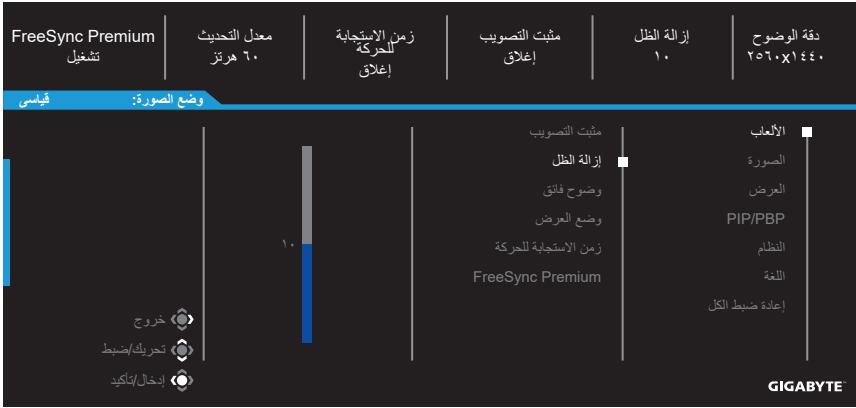 دقة الوضوح
٢٥٦٠x١٤٤٠
إزالة الظل
١٠
مثبت التصويب
إغلاق
زمن الاستجابة
للحركة
إغلاق
معدل التحديث
٦٠ هرتز
FreeSync Premium
تشغيل
وضع الصورة: قياسى
الألعاب
الصورة
العرض
PIP/PBP
النظام
اللغة
إعادة ضبط الكل
مثبت التصويب
إزالة الظل
وضوح فائق
وضع العرض
زمن الاستجابة للحركة
FreeSync Premium
١٠
خروج
تحريك/ضبط
إدخال/تأكيد
GIGABYTE